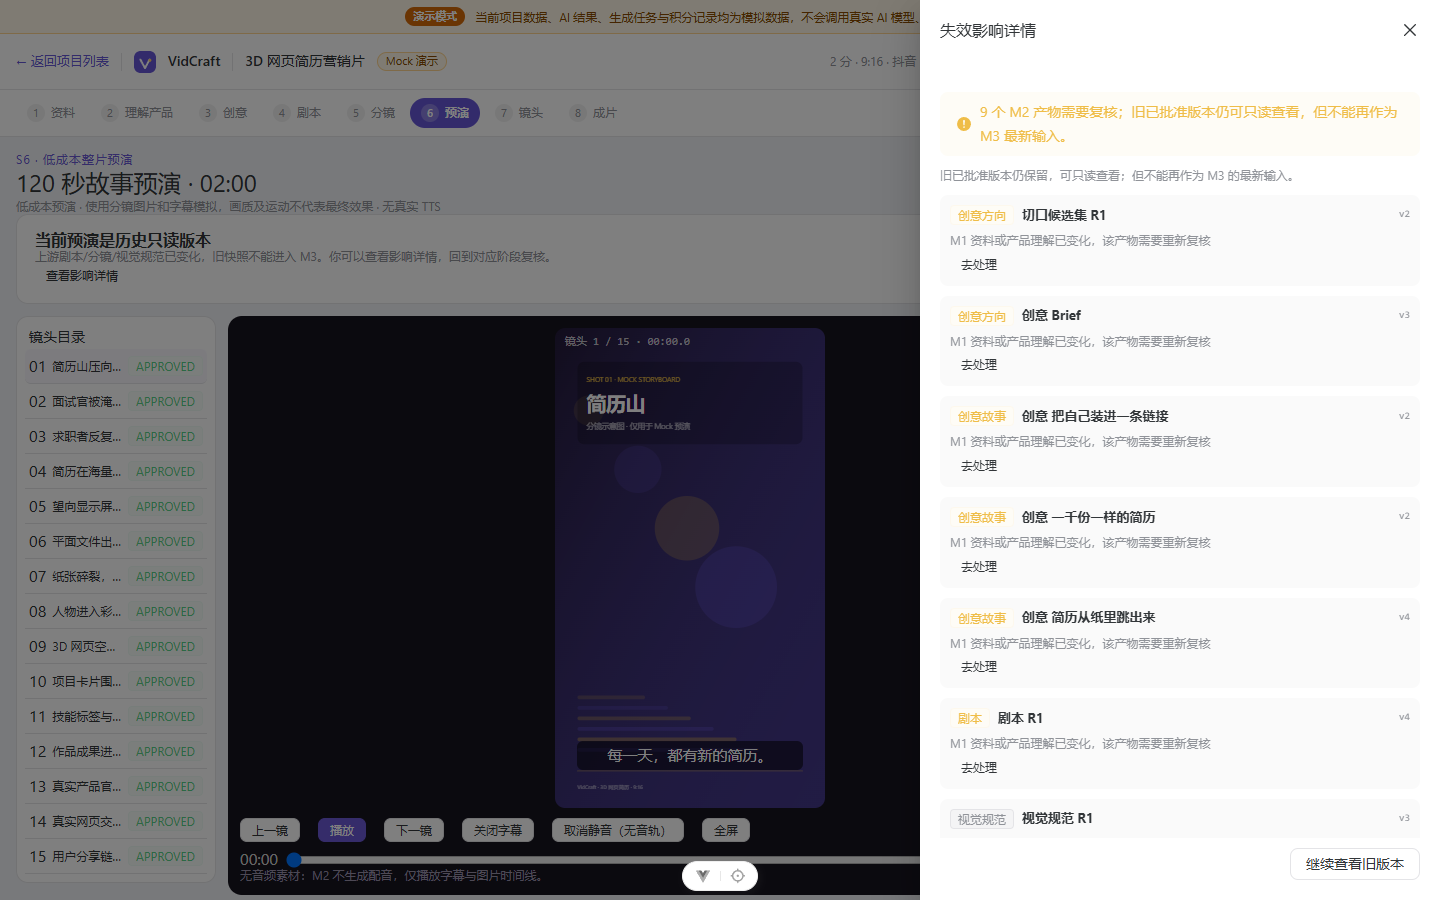 演示模式 当前项目数据、AI 结果、生成任务与积分记录均为模拟数据，不会调用真实 AI 模型、
← 返回项目列表 VidCraft 3D 网页简历营销片 Mock 演示 2 分 · 9:16 · 抖音
1 资料 2 理解产品 3 创意 4 剧本 5 分镜 6 预演 7 镜头 8 成片
S6 · 低成本整片预演
120 秒故事预演 · 02:00
低成本预演 · 使用分镜图片和字幕模拟，画质及运动不代表最终效果 · 无真实 TTS
当前预演是历史只读版本
上游剧本/分镜/视觉规范已变化，旧快照不能进入 M3。你可以查看影响详情，回到对应阶段复核。
查看影响详情
镜头目录
01 简历山压向... APPROVED
02 面试官被淹... APPROVED
03 求职者反复... APPROVED
04 简历在海量... APPROVED
05 望向显示屏... APPROVED
06 平面文件出... APPROVED
07 纸张碎裂，... APPROVED
08 人物进入彩... APPROVED
09 3D 网页空... APPROVED
10 项目卡片围... APPROVED
11 技能标签与... APPROVED
12 作品成果进... APPROVED
13 真实产品官... APPROVED
14 真实网页交... APPROVED
15 用户分享链... APPROVED
镜头 1 / 15 · 00:00.0
SHOT 01 · MOCK STORYBOARD
简历山
分镜示意图 · 仅用于 Mock 预演
每一天，都有新的简历。
上一镜 播放 下一镜 关闭字幕 取消静音（无音轨） 全屏
00:00
无音频素材：M2 不生成配音，仅播放字幕与图片时间线。
失效影响详情
9 个 M2 产物需要复核；旧已批准版本仍可只读查看，但不能再作为
M3 最新输入。
旧已批准版本仍保留，可只读查看；但不能再作为 M3 的最新输入。
创意方向 切口候选集 R1 v2
M1 资料或产品理解已变化，该产物需要重新复核
去处理
创意方向 创意 Brief v3
M1 资料或产品理解已变化，该产物需要重新复核
去处理
创意故事 创意 把自己装进一条链接 v2
M1 资料或产品理解已变化，该产物需要重新复核
去处理
创意故事 创意 一千份一样的简历 v2
M1 资料或产品理解已变化，该产物需要重新复核
去处理
创意故事 创意 简历从纸里跳出来 v4
M1 资料或产品理解已变化，该产物需要重新复核
去处理
剧本 剧本 R1 v4
M1 资料或产品理解已变化，该产物需要重新复核
去处理
视觉规范 视觉规范 R1 v3
继续查看旧版本